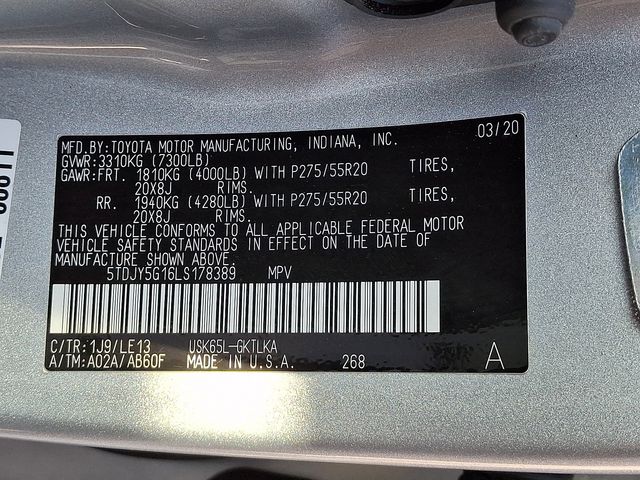 03/20
MFD.BY:TOYOTA MOTOR MANUFACTURING, INDIANA, INC.
GVWR:3310KG (7300LB)
GAWR:FRT. 1810KG (4000LB) WITH P275/55R20 TIRES,
20X8J RIMS.
RR. 1940KG (4280LB) WITH P275/55R20 TIRES,
20X8J RIMS.
THIS VEHICLE CONFORMS TO ALL APPLICABLE FEDERAL MOTOR
VEHICLE SAFETY STANDARDS IN EFFECT ON THE DATE OF
MANUFACTURE SHOWN ABOVE.
5TDJY5G16LS178389 MPV
C/TR:1J9/LE13 USK65L-GKTLKA
A/TM:A02A/AB60F MADE IN U.S.A. 268 A